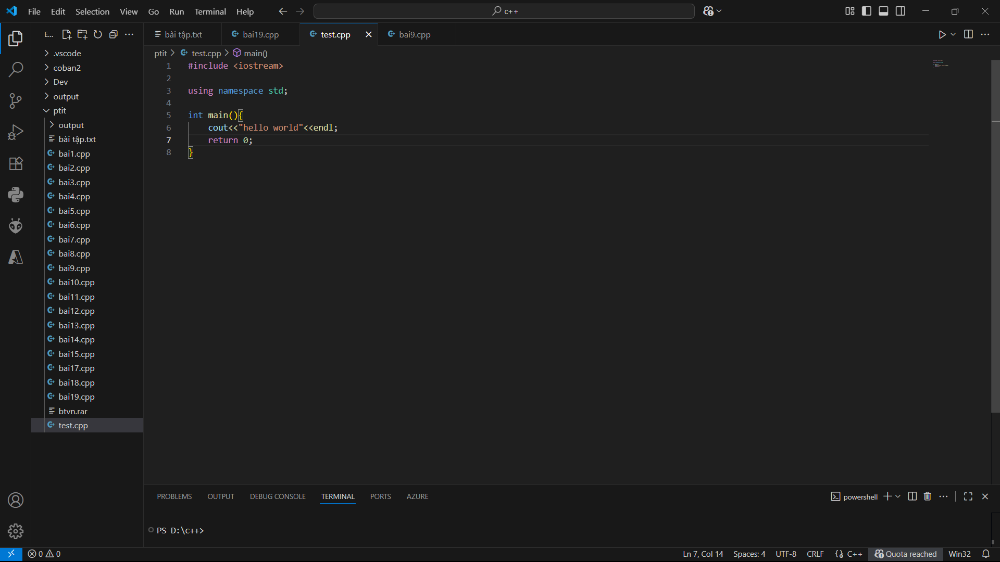 File Edit Selection View Go Run Terminal Help
c++
E...
bài tập.txt
bai19.cpp
test.cpp
bai9.cpp
.vscode
coban2
Dev
output
ptit
output
bài tập.txt
bai1.cpp
bai2.cpp
bai3.cpp
bai4.cpp
bai5.cpp
bai6.cpp
bai7.cpp
bai8.cpp
bai9.cpp
bai10.cpp
bai11.cpp
bai12.cpp
bai13.cpp
bai14.cpp
bai15.cpp
bai17.cpp
bai18.cpp
bai19.cpp
btvn.rar
test.cpp
ptit > test.cpp > main()
1 #include <iostream>
2
3 using namespace std;
4
5 int main(){
6 cout<<"hello world"<<endl;
7 return 0;
8 }
PROBLEMS OUTPUT DEBUG CONSOLE TERMINAL PORTS AZURE
powershell
PS D:\c++>
0 0
Ln 7, Col 14 Spaces: 4 UTF-8 CRLF C++ Quota reached Win32